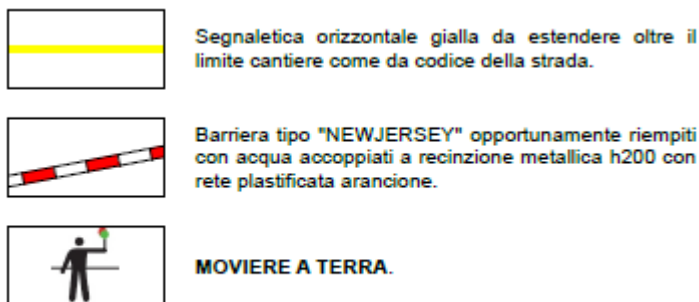 Segnaletica orizzontale gialla da estendere oltre il
limite cantiere come da codice della strada.
Barriera tipo "NEWJERSEY" opportunamente riempiti
con acqua accoppiati a recinzione metallica h200 con
rete plastificata arancione.
MOVIERE A TERRA.